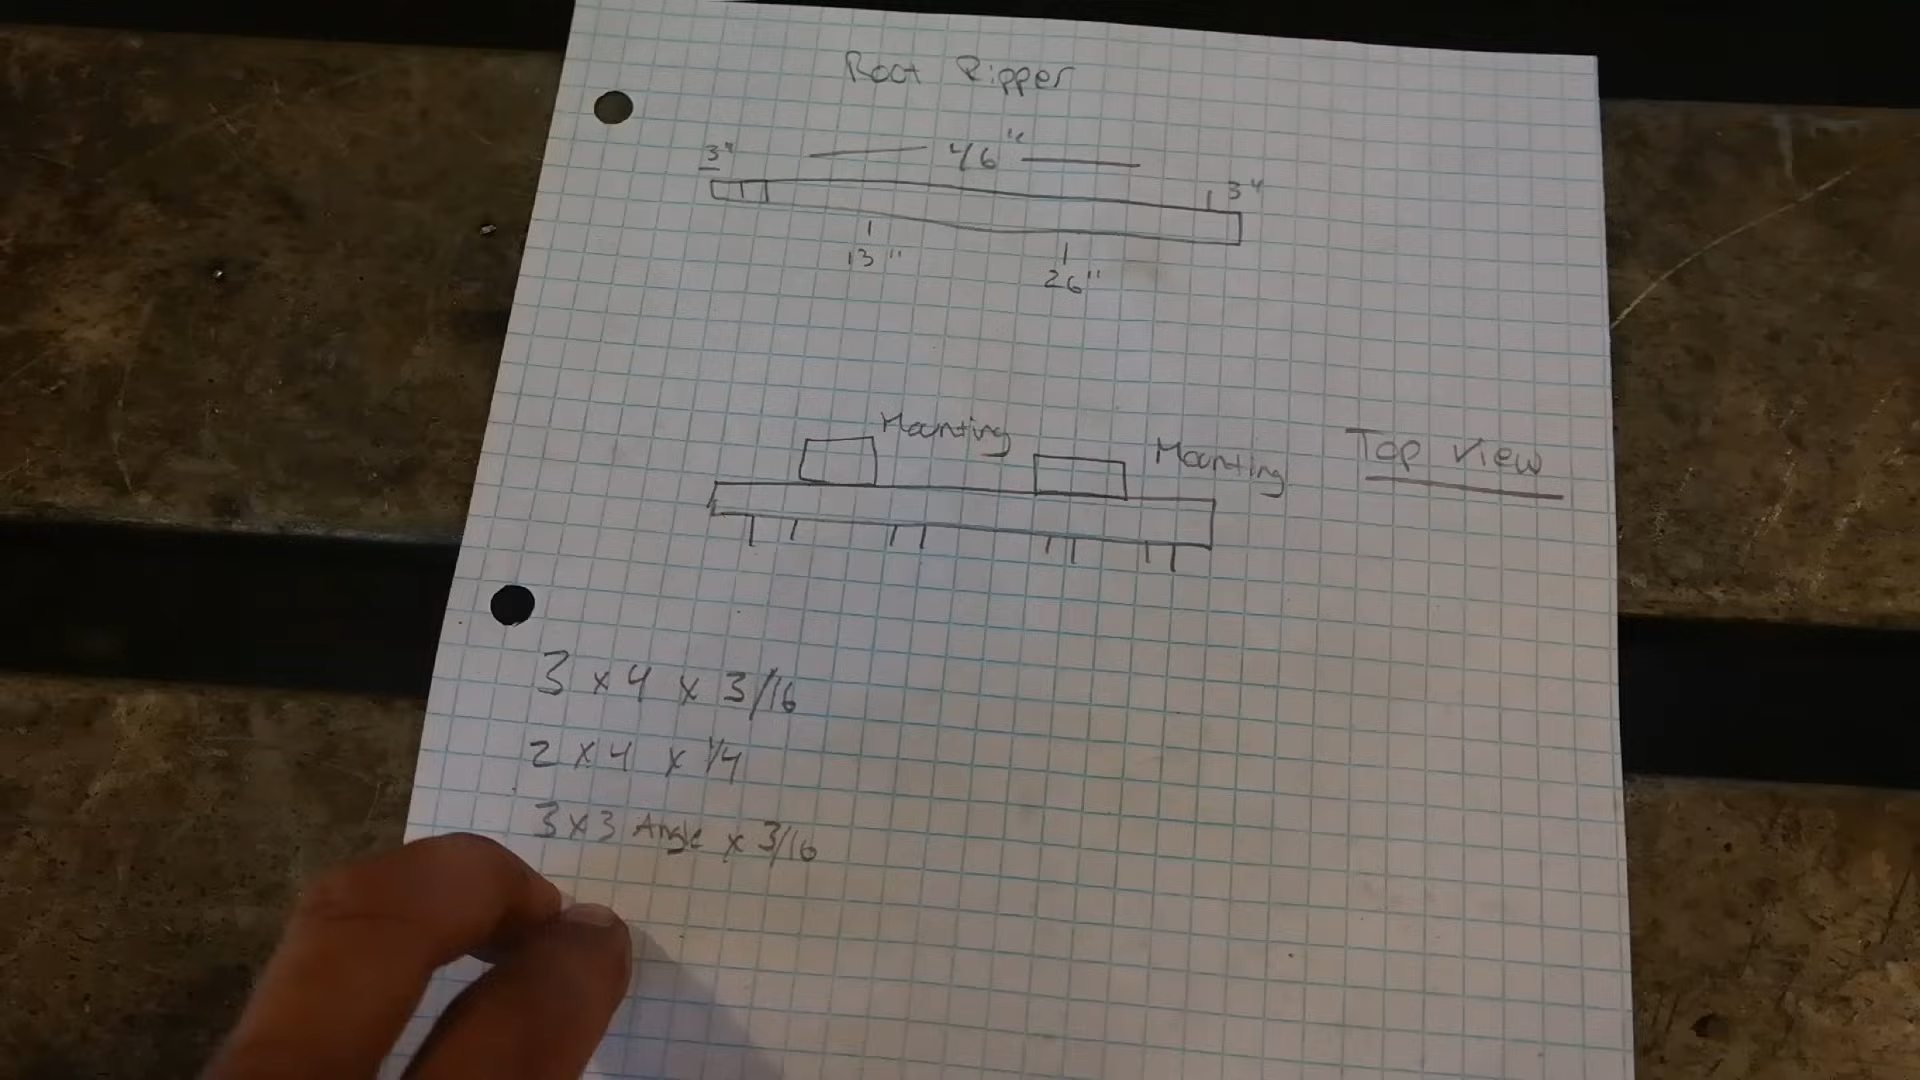 Root Ripper
3" 46" 3"
13" 26"
Mounting Mounting Top View
3 x 4 x 3/16
2 x 4 x 1/4
3 x 3 Angle x 3/16